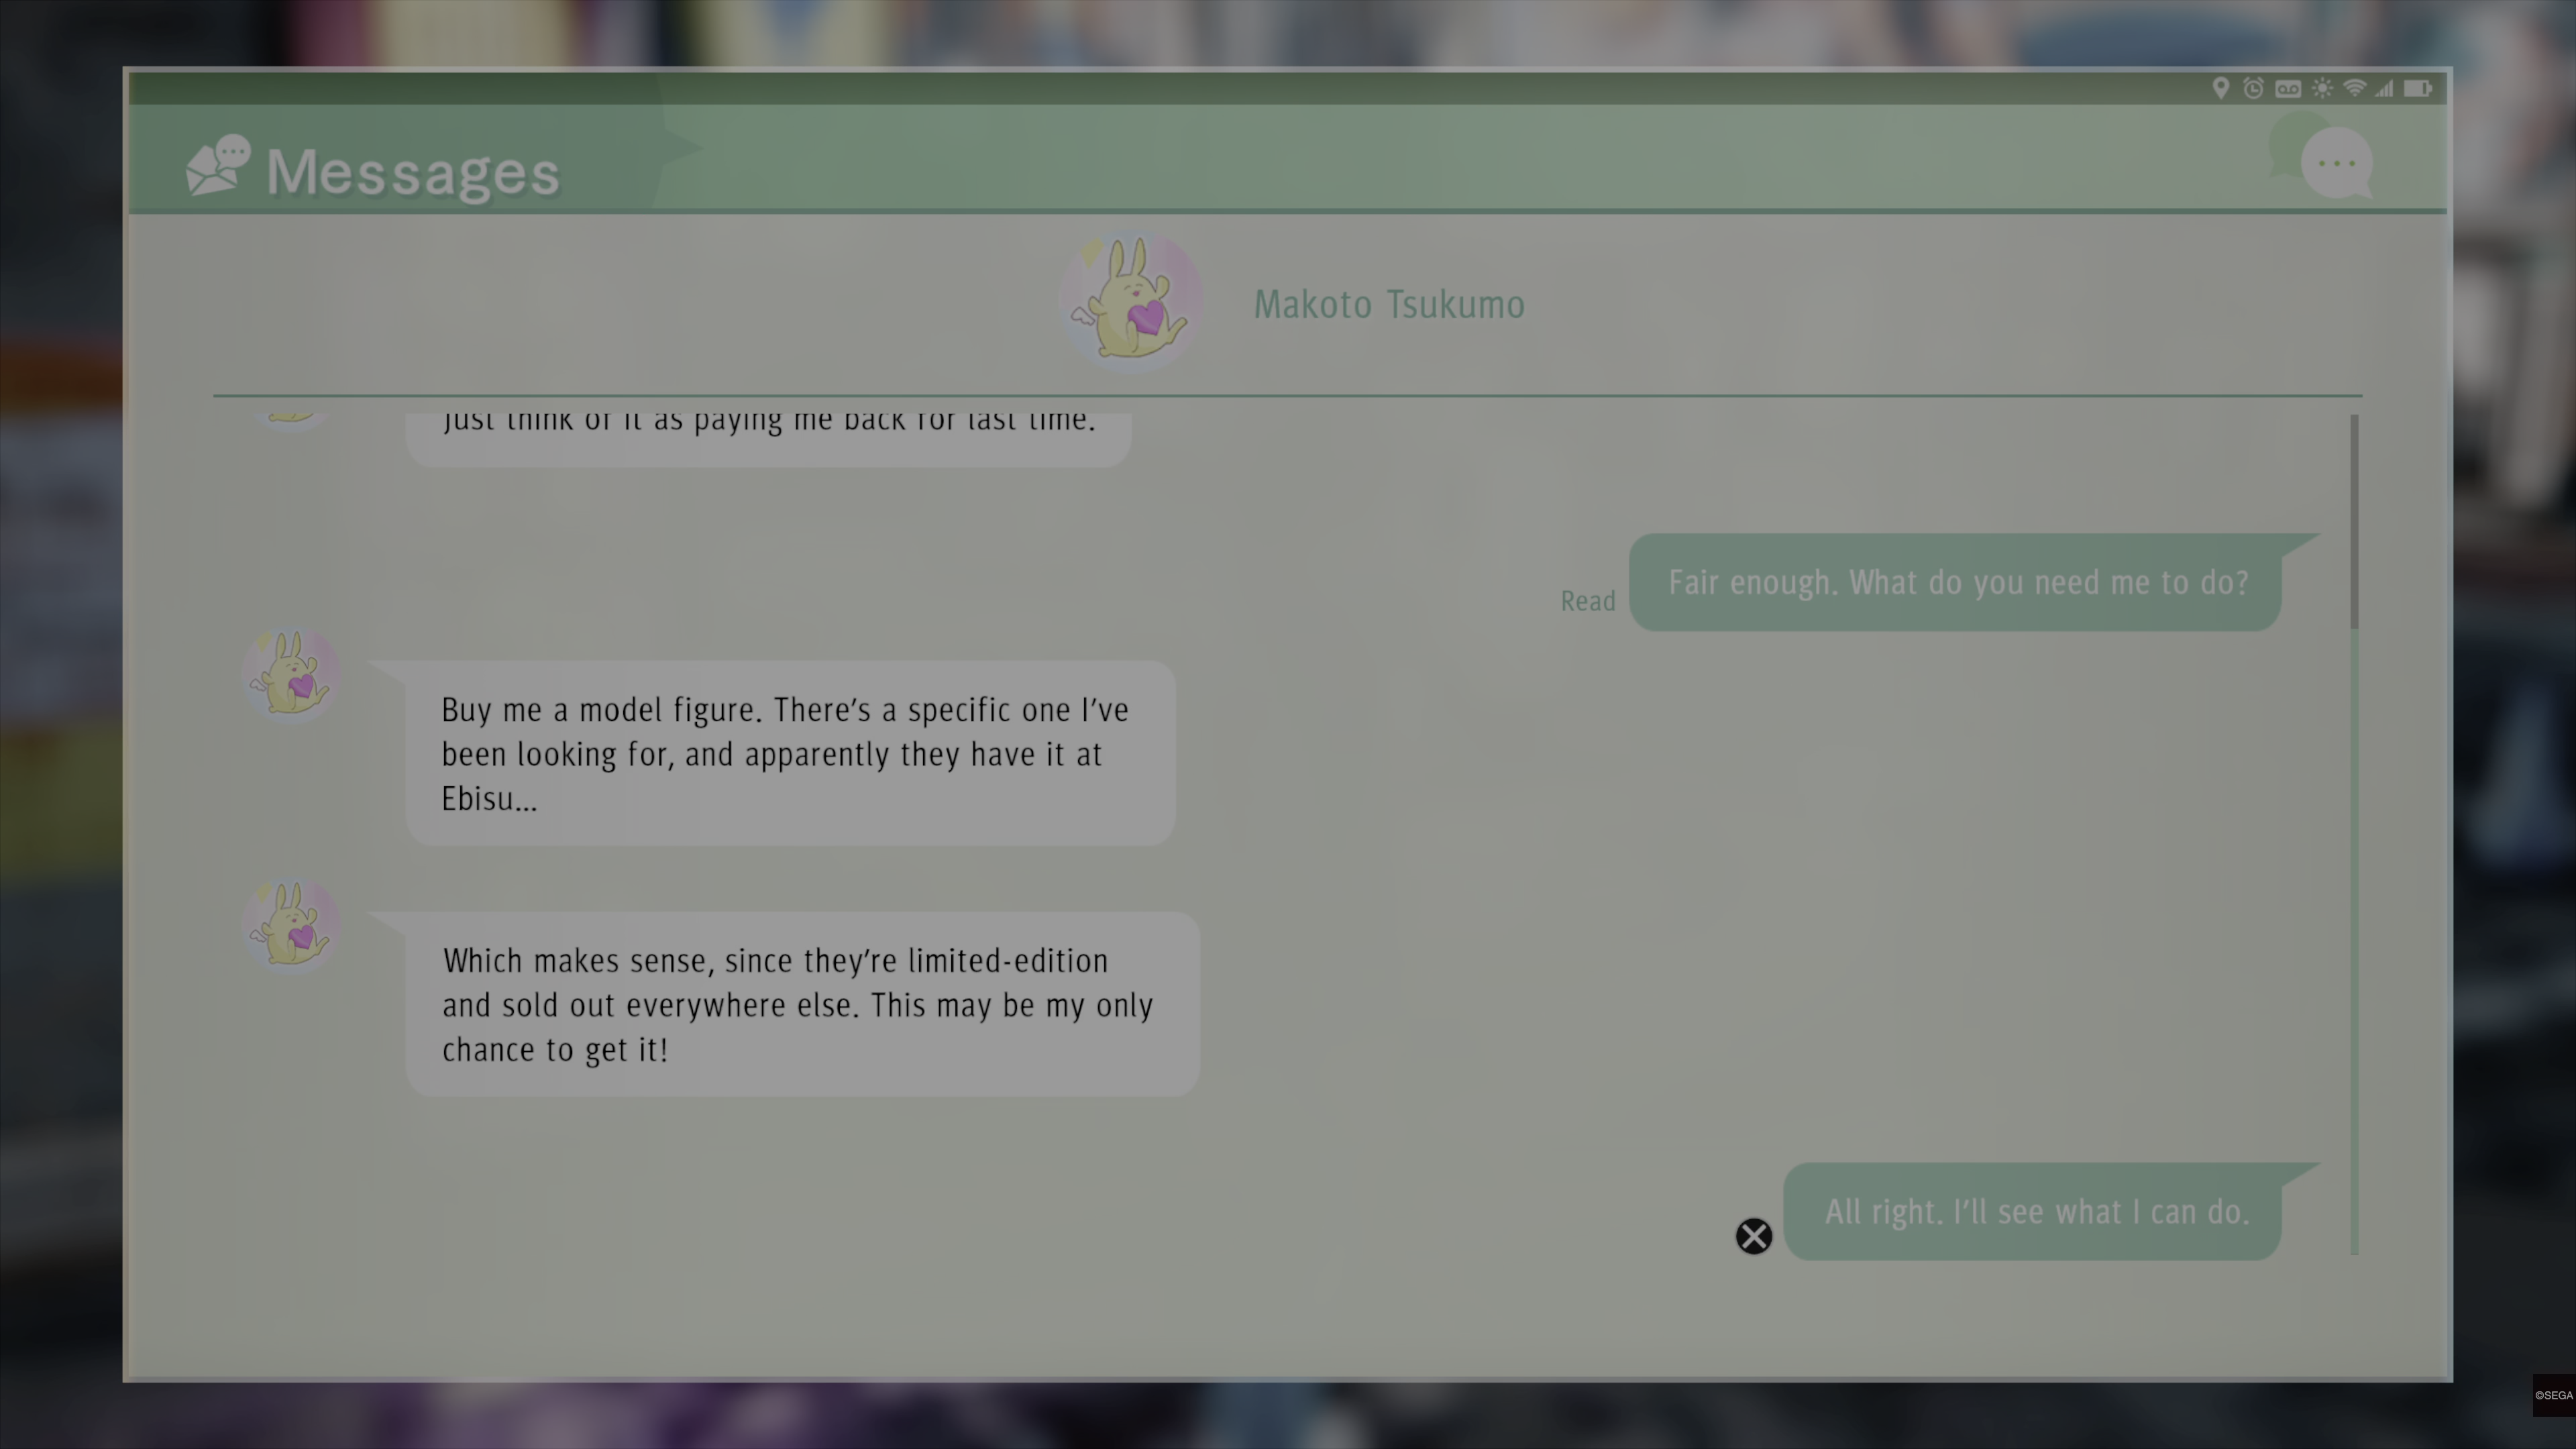 Messages
Makoto Tsukumo
Just think of it as paying me back for last time.
Fair enough. What do you need me to do?
Read
Buy me a model figure. There's a specific one I've
been looking for, and apparently they have it at
Ebisu...
Which makes sense, since they're limited-edition
and sold out everywhere else. This may be my only
chance to get it!
All right. I'll see what I can do.
©SEGA